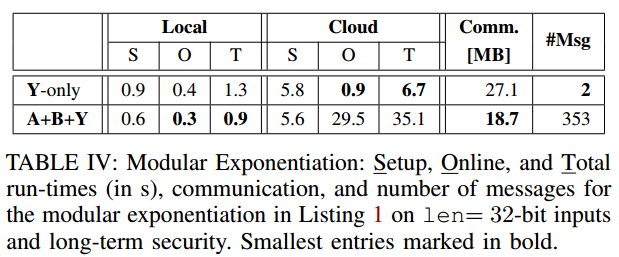 Local Cloud Comm. #Msg
S O T S O T [MB]
Y-only 0.9 0.4 1.3 5.8 0.9 6.7 27.1 2
A+B+Y 0.6 0.3 0.9 5.6 29.5 35.1 18.7 353
TABLE IV: Modular Exponentiation: Setup, Online, and Total
run-times (in s), communication, and number of messages for
the modular exponentiation in Listing 1 on len= 32-bit inputs
and long-term security. Smallest entries marked in bold.